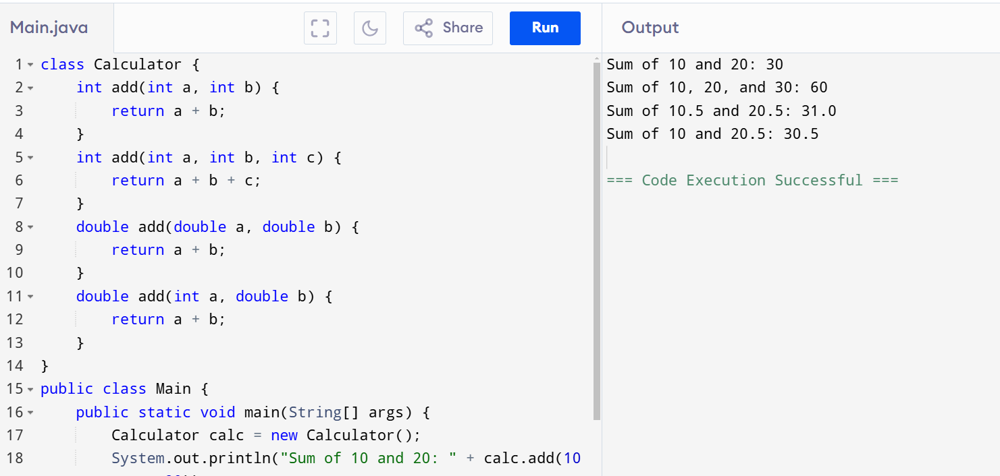 Main.java
Share
Run
Output
1 class Calculator {
2     int add(int a, int b) {
3         return a + b;
4     }
5     int add(int a, int b, int c) {
6         return a + b + c;
7     }
8     double add(double a, double b) {
9         return a + b;
10     }
11     double add(int a, double b) {
12         return a + b;
13     }
14 }
15 public class Main {
16     public static void main(String[] args) {
17         Calculator calc = new Calculator();
18         System.out.println("Sum of 10 and 20: " + calc.add(10
Sum of 10 and 20: 30
Sum of 10, 20, and 30: 60
Sum of 10.5 and 20.5: 31.0
Sum of 10 and 20.5: 30.5
=== Code Execution Successful ===